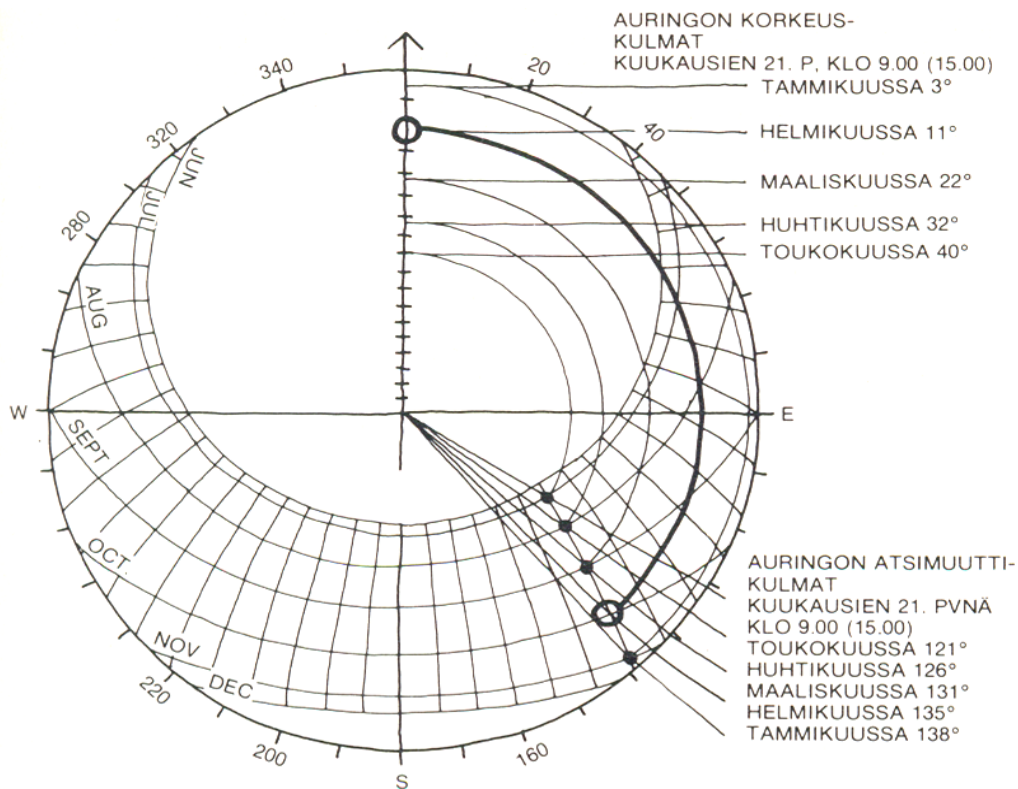 AURINGON KORKEUS-
KULMAT
KUUKAUSIEN 21. P, KLO 9.00 (15.00)
TAMMIKUUSSA 3°
HELMIKUUSSA 11°
MAALISKUUSSA 22°
HUHTIKUUSSA 32°
TOUKOKUUSSA 40°
340
20
320
40
JUN
JULI
280
AUG
W
E
SEPT
OCT.
NOV
DEC
220
200
160
S
AURINGON ATSIMUUTTI-
KULMAT
KUUKAUSIEN 21. PVNÄ
KLO 9.00 (15.00)
TOUKOKUUSSA 121°
HUHTIKUUSSA 126°
MAALISKUUSSA 131°
HELMIKUUSSA 135°
TAMMIKUUSSA 138°